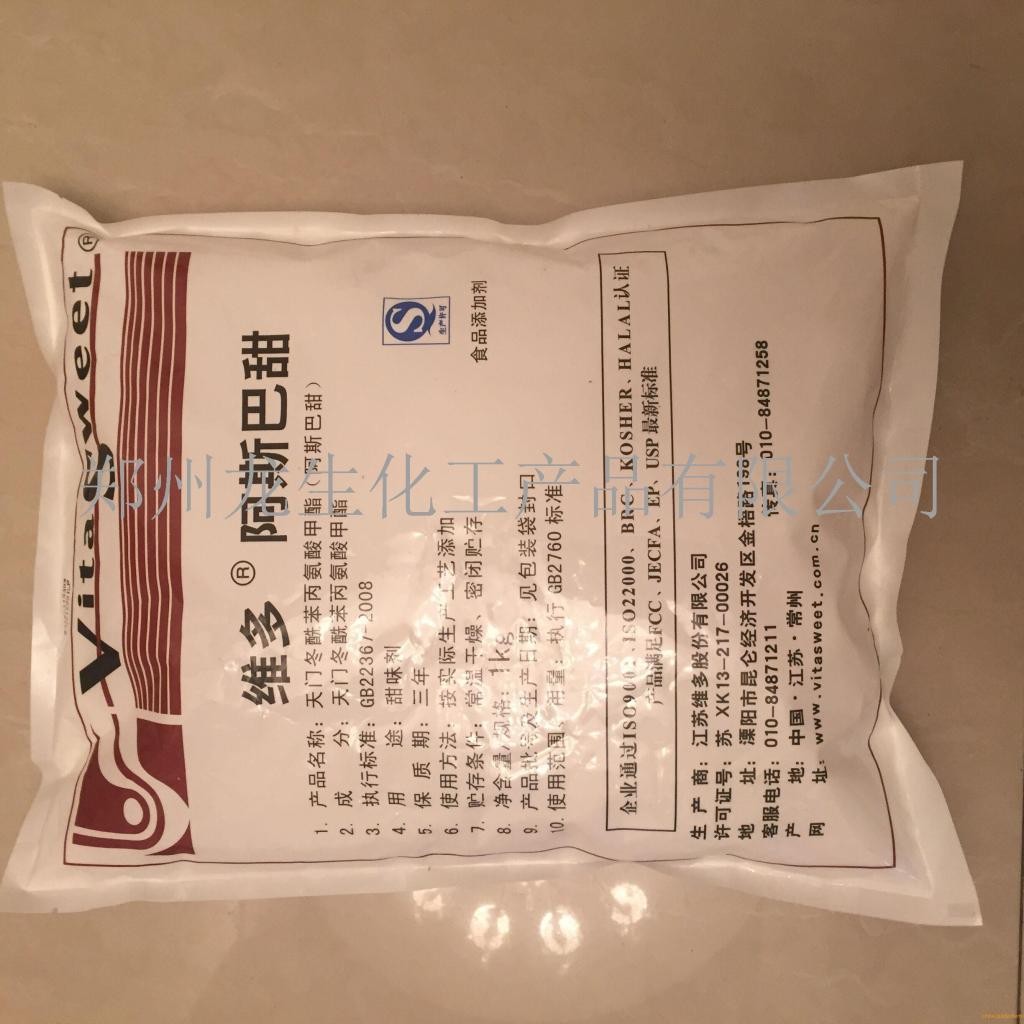 Vitasweet®
维多® 阿斯巴甜
生产许可
食品添加剂
1. 产品名称：天门冬酰苯丙氨酸甲酯（阿斯巴甜）
2. 成 分：天门冬酰苯丙氨酸甲酯
3. 执行标准：GB22367-2008
4. 用 途：甜味剂
5. 保 质 期：三年
6. 使用方法：按实际生产工艺添加
7. 贮存条件：常温干燥、密闭贮存
8. 净含量/规格：1kg
9. 产品批号及生产日期：见包装袋封口
10. 使用范围、用量：执行 GB2760 标准
企业通过ISO9001、ISO22000、BRC、KOSHER、HALAL认证
产品满足FCC、JECFA、EP、USP 最新标准
生 产 商：江苏维多股份有限公司
许可证号：苏 XK13-217-00026
地 址：溧阳市昆仑经济开发区金梧路198号
客服电话：010-84871211 传真：010-84871258
产 地：中国·江苏·常州
网 址：www.vitasweet.com.cn
郑州龙生化工产品有限公司